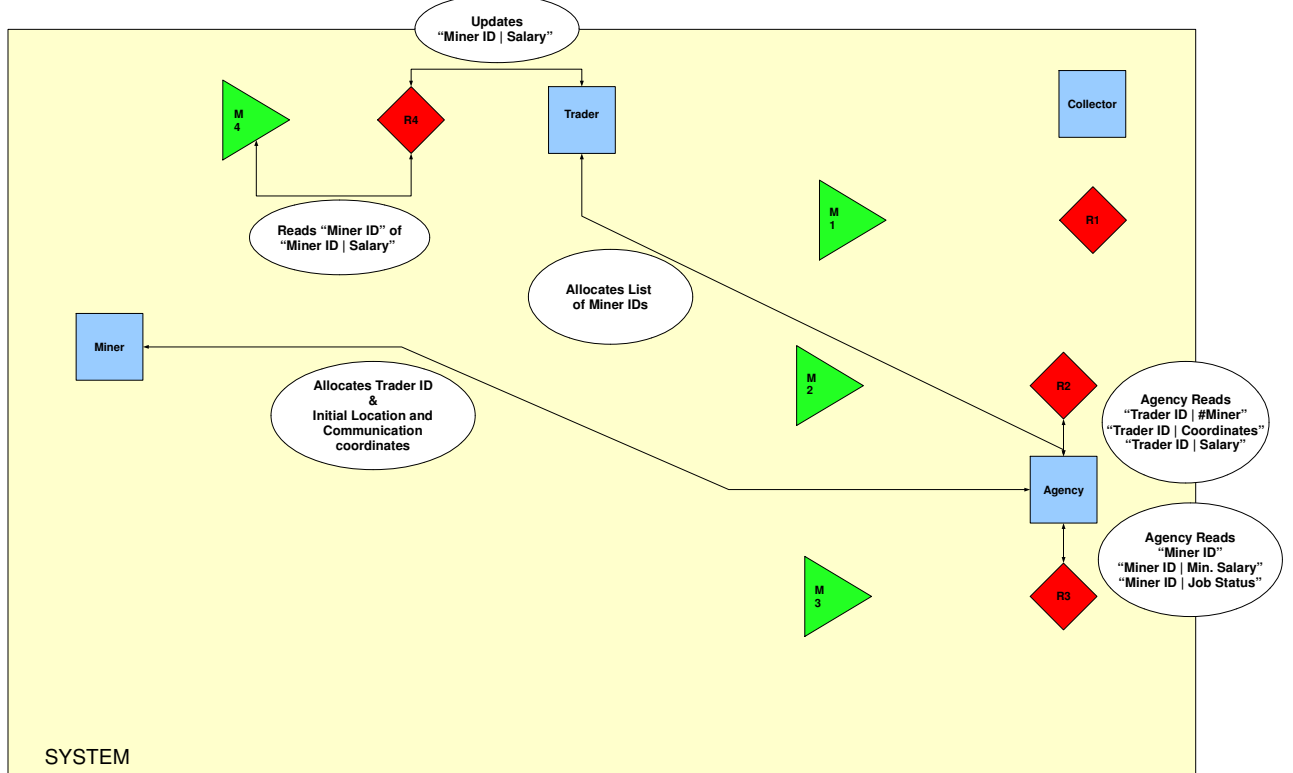 Updates
“Miner ID | Salary”
M
4
R4
Trader
Collector
Reads “Miner ID” of
“Miner ID | Salary”
M
1
R1
Allocates List
of Miner IDs
Miner
Allocates Trader ID
&
Initial Location and
Communication
coordinates
M
2
R2
Agency Reads
“Trader ID | #Miner”
“Trader ID | Coordinates”
“Trader ID | Salary”
Agency
Agency Reads
“Miner ID”
“Miner ID | Min. Salary”
“Miner ID | Job Status”
M
3
R3
SYSTEM